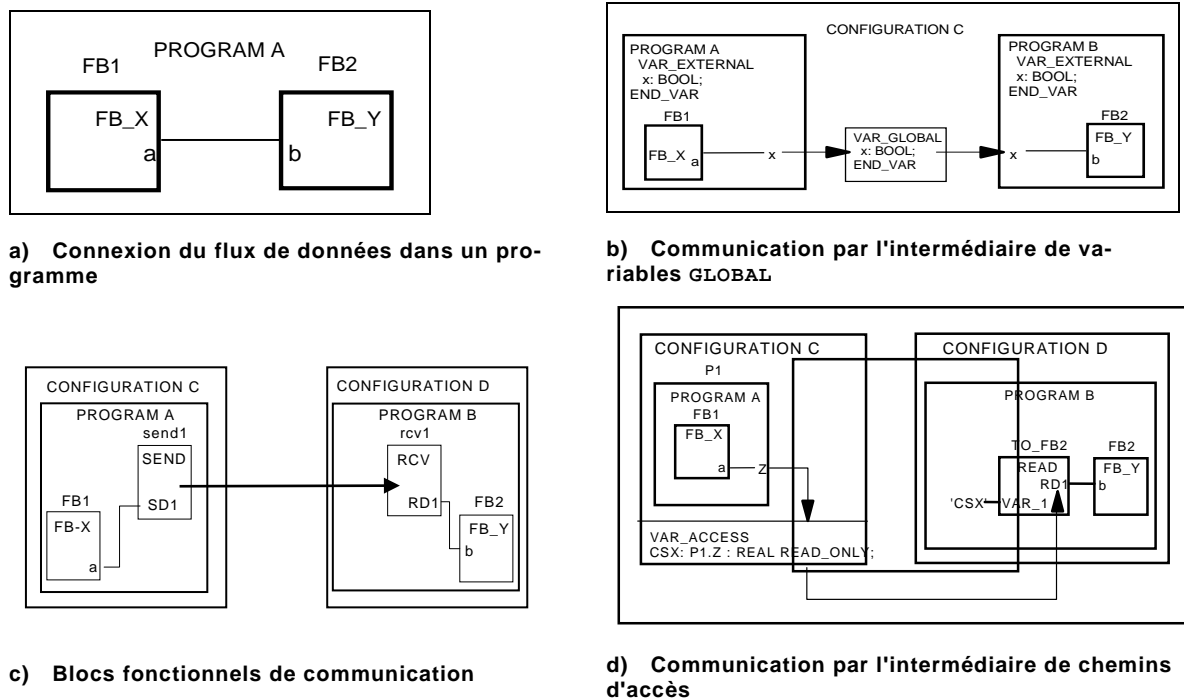 PROGRAM A
FB1
FB2
FB_X
a
FB_Y
b
a) Connexion du flux de données dans un pro-
gramme
CONFIGURATION C
PROGRAM A
VAR_EXTERNAL
x: BOOL;
END_VAR
FB1
FB_X
a
x
VAR_GLOBAL
x: BOOL;
END_VAR
PROGRAM B
VAR_EXTERNAL
x: BOOL;
END_VAR
x
FB2
FB_Y
b
b) Communication par l'intermédiaire de va-
riables GLOBAL
CONFIGURATION C
PROGRAM A
send1
SEND
SD1
FB1
FB-X
a
CONFIGURATION D
PROGRAM B
rcv1
RCV
RD1
FB2
FB_Y
b
c) Blocs fonctionnels de communication
CONFIGURATION C
P1
PROGRAM A
FB1
FB_X
a
Z
VAR_ACCESS
CSX: P1.Z : REAL READ_ONLY;
CONFIGURATION D
PROGRAM B
TO_FB2
READ
RD1
'CSX'
VAR_1
FB2
FB_Y
b
d) Communication par l'intermédiaire de chemins
d'accès